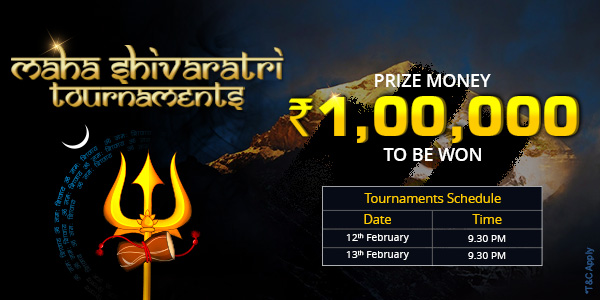 Maha Shivaratri
Tournaments
PRIZE MONEY
₹1,00,000
TO BE WON
Tournaments Schedule
Date Time
12th February 9.30 PM
13th February 9.30 PM
*T&C Apply